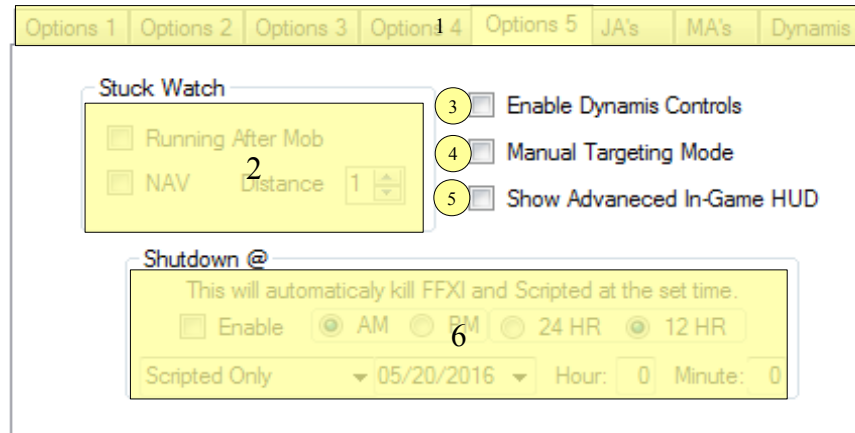 Options 1 Options 2 Options 3 Options 4 1 Options 5 JA's MA's Dynamis
Stuck Watch
Running After Mob
NAV Distance 1
2
3 Enable Dynamis Controls
4 Manual Targeting Mode
5 Show Advaneced In-Game HUD
Shutdown @
This will automaticaly kill FFXI and Scripted at the set time.
Enable AM PM 24 HR 12 HR
6
Scripted Only 05/20/2016 Hour: 0 Minute: 0